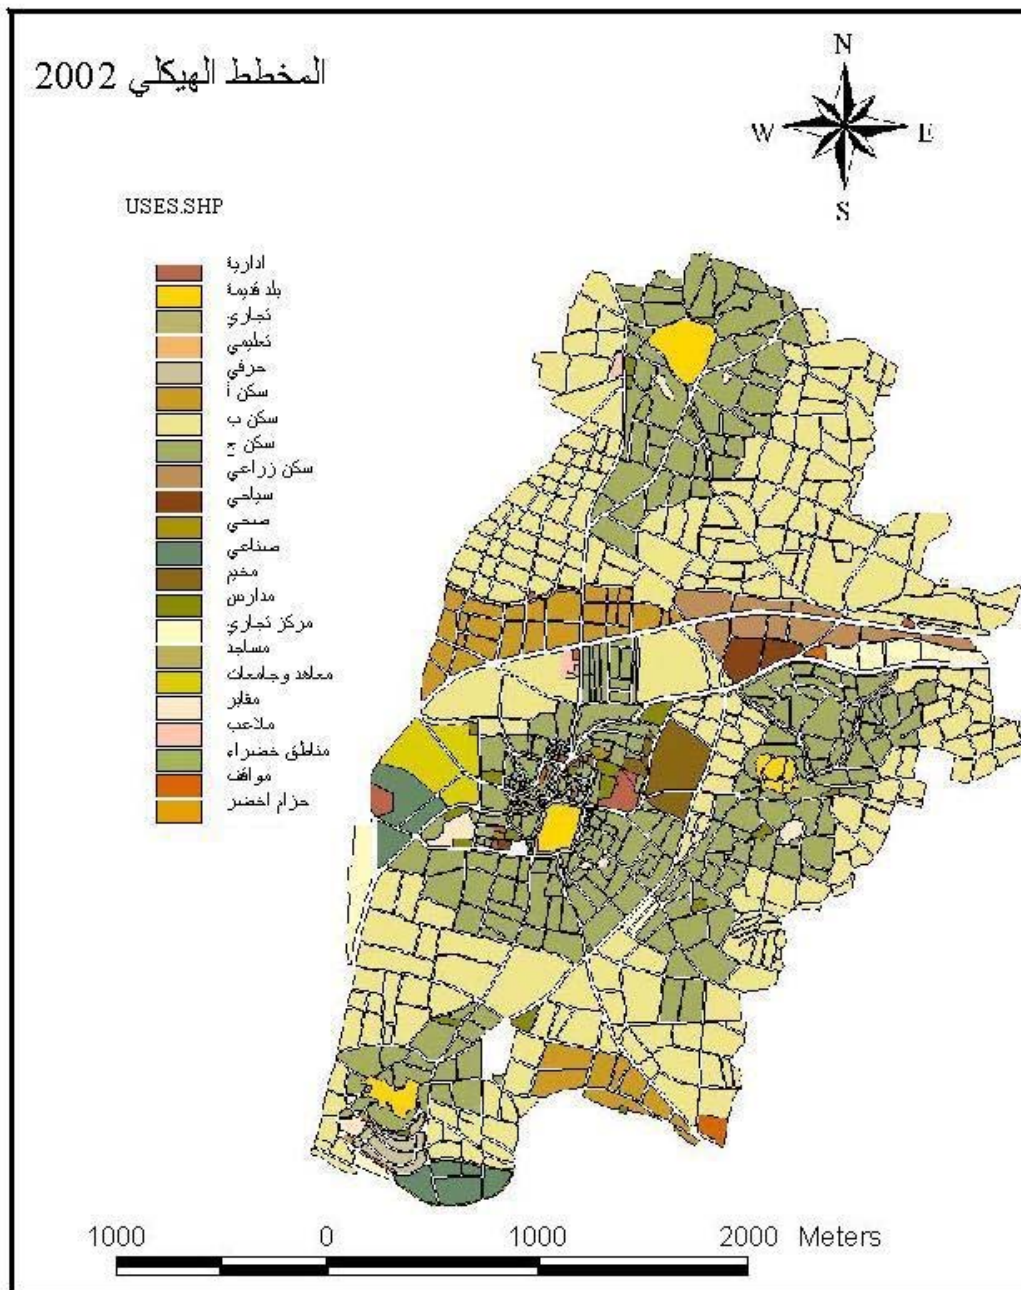 المخطط الهيكلي 2002
N
W E
S
USES.SHP
ادارية
بلد قديمة
تجاري
تعليمي
حرفي
سكن أ
سكن ب
سكن ج
سكن زراعي
سياحي
صحي
صناعي
مخيم
مدارس
مركز تجاري
مساجد
معاهد وجامعات
مقابر
ملاعب
مناطق خضراء
مواقف
حزام اخضر
1000 0 1000 2000 Meters